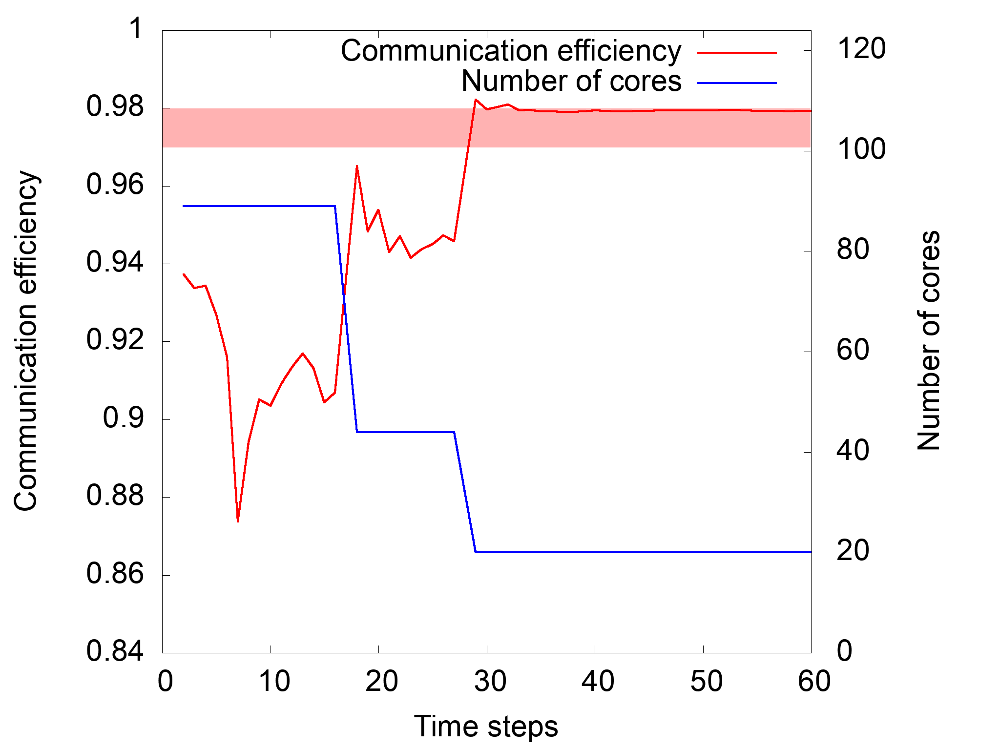 Communication efficiency
Number of cores
1
0.98
0.96
0.94
0.92
0.9
0.88
0.86
0.84
120
100
80
60
40
20
0
0 10 20 30 40 50 60
Communication efficiency
Number of cores
Time steps